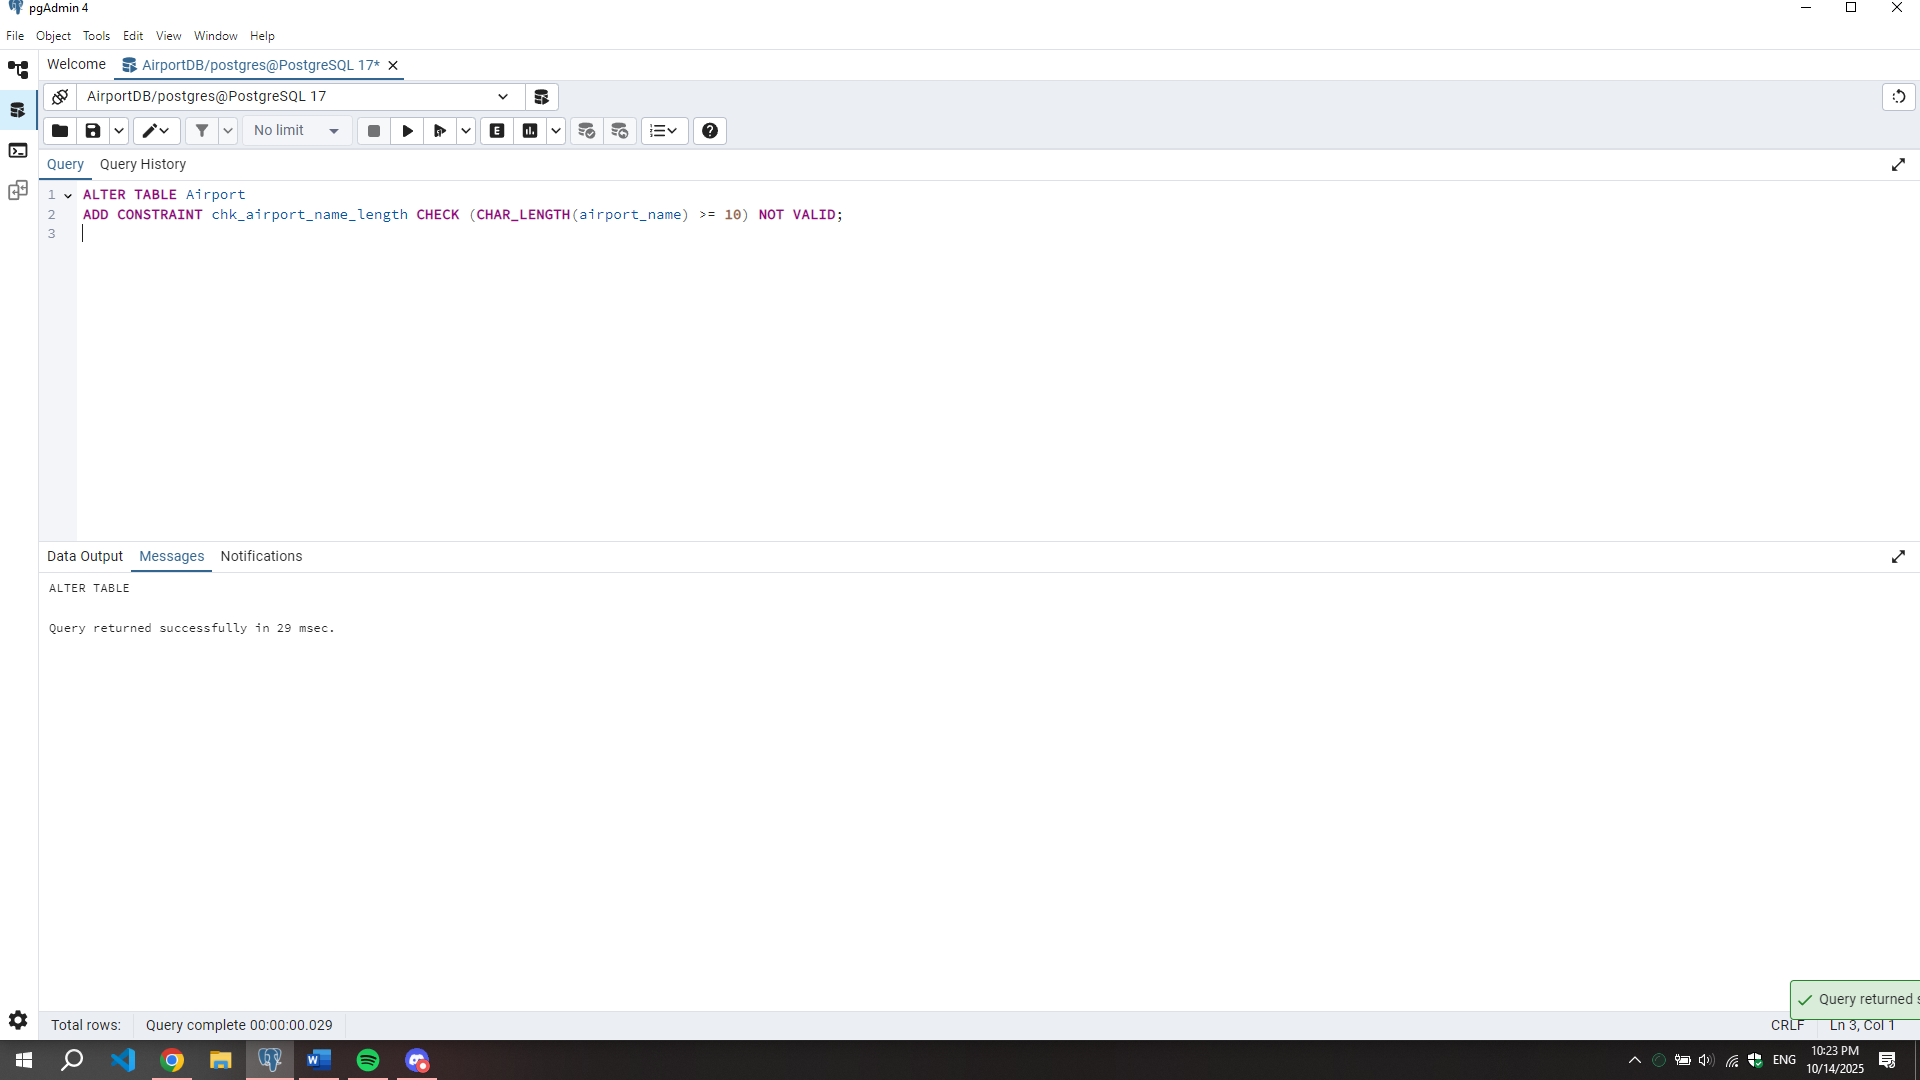 pgAdmin 4
File Object Tools Edit View Window Help
Welcome AirportDB/postgres@PostgreSQL 17*
AirportDB/postgres@PostgreSQL 17
No limit
Query Query History
1 ALTER TABLE Airport
2 ADD CONSTRAINT chk_airport_name_length CHECK (CHAR_LENGTH(airport_name) >= 10) NOT VALID;
3
Data Output Messages Notifications
ALTER TABLE
Query returned successfully in 29 msec.
Query returned s
Total rows: Query complete 00:00:00.029 CRLF Ln 3, Col 1
ENG 10:23 PM
10/14/2025